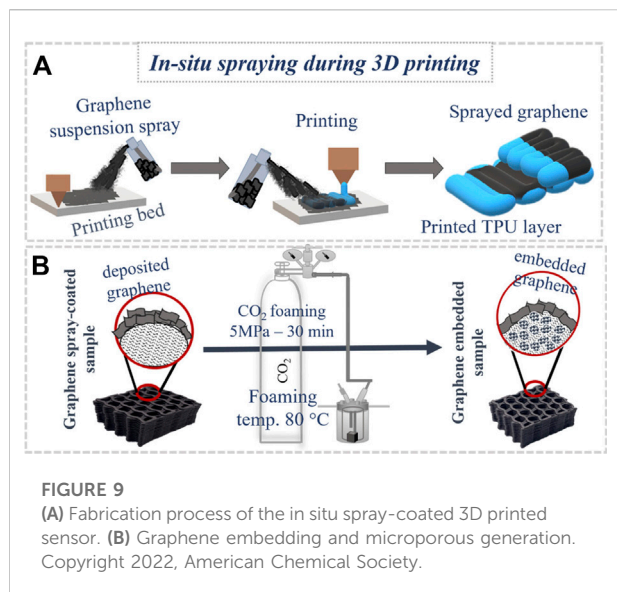 A
In-situ spraying during 3D printing
Graphene
suspension spray
Printing bed
Printing
Sprayed graphene
Printed TPU layer
B
Graphene spray-coated
sample
deposited
graphene
CO₂ foaming
5MPa – 30 min
CO₂
Foaming
temp. 80 °C
embedded
graphene
Graphene embedded
sample
FIGURE 9
(A) Fabrication process of the in situ spray-coated 3D printed
sensor. (B) Graphene embedding and microporous generation.
Copyright 2022, American Chemical Society.